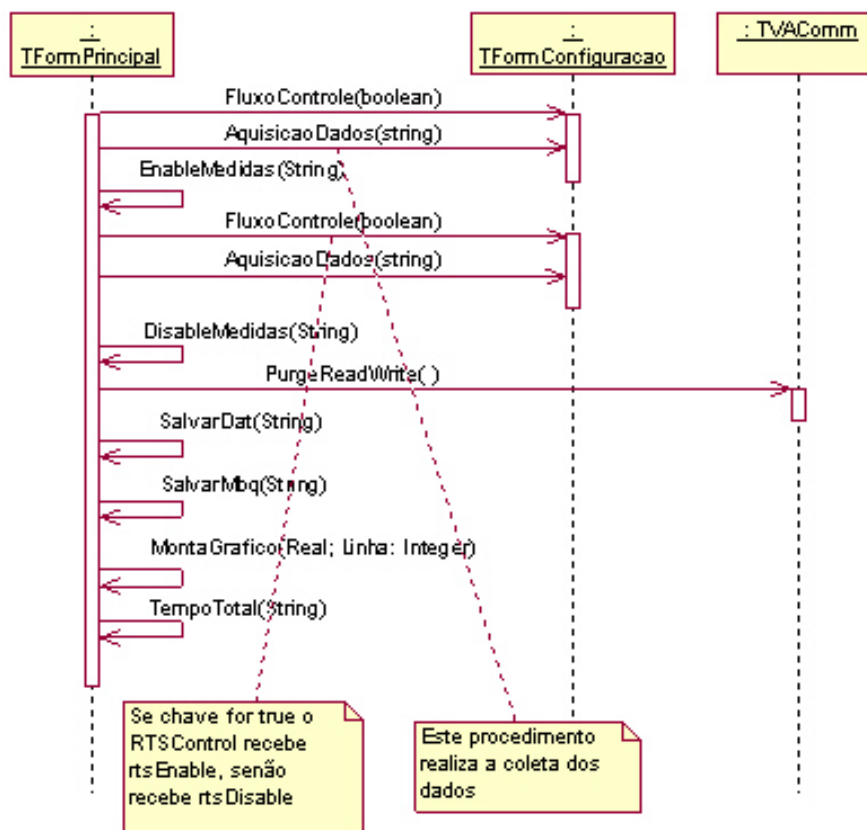 :
TFormPrincipal
:
TFormConfiguracao
: TVAComm
FluxoControle(boolean)
AquisicaoDados(string)
EnableMedidas(String)
FluxoControle(boolean)
AquisicaoDados(string)
DisableMedidas(String)
PurgeReadWrite( )
SalvarDat(String)
SalvarMbq(String)
MontaGrafico(Real; Linha: Integer)
TempoTotal(String)
Se chave for true o
RTSControl recebe
rtsEnable, senão
recebe rtsDisable
Este procedimento
realiza a coleta dos
dados